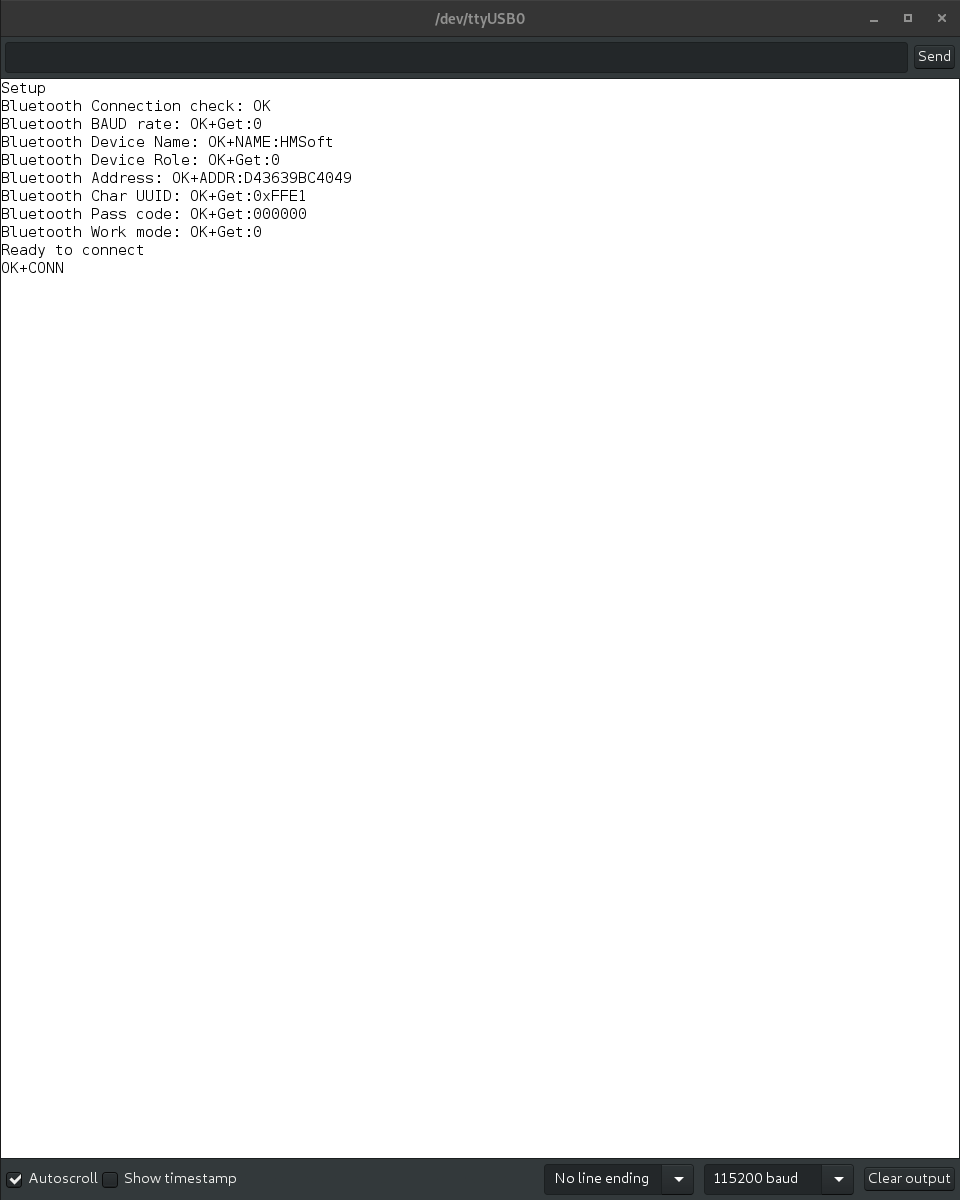 /dev/ttyUSB0
Send
Setup
Bluetooth Connection check: OK
Bluetooth BAUD rate: OK+Get:0
Bluetooth Device Name: OK+NAME:HMSoft
Bluetooth Device Role: OK+Get:0
Bluetooth Address: OK+ADDR:D43639BC4049
Bluetooth Char UUID: OK+Get:0xFFE1
Bluetooth Pass code: OK+Get:000000
Bluetooth Work mode: OK+Get:0
Ready to connect
OK+CONN
Autoscroll Show timestamp No line ending 115200 baud Clear output